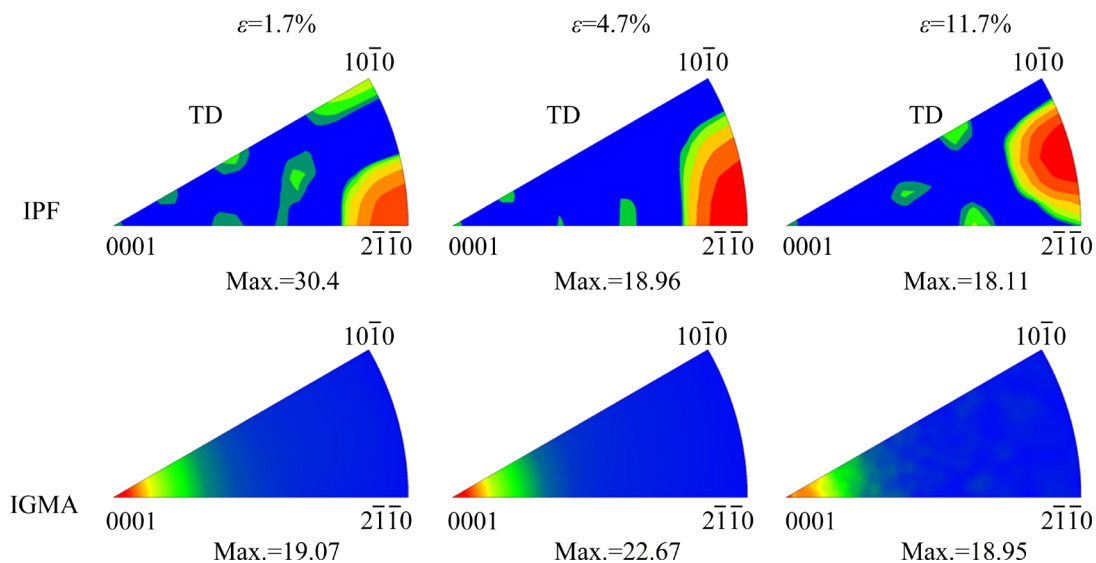 ε=1.7% ε=4.7% ε=11.7%
101̅0 101̅0 101̅0
TD TD TD
IPF
0001 21̅1̅0 0001 21̅1̅0 0001 21̅1̅0
Max.=30.4 Max.=18.96 Max.=18.11
101̅0 101̅0 101̅0
IGMA
0001 21̅1̅0 0001 21̅1̅0 0001 21̅1̅0
Max.=19.07 Max.=22.67 Max.=18.95